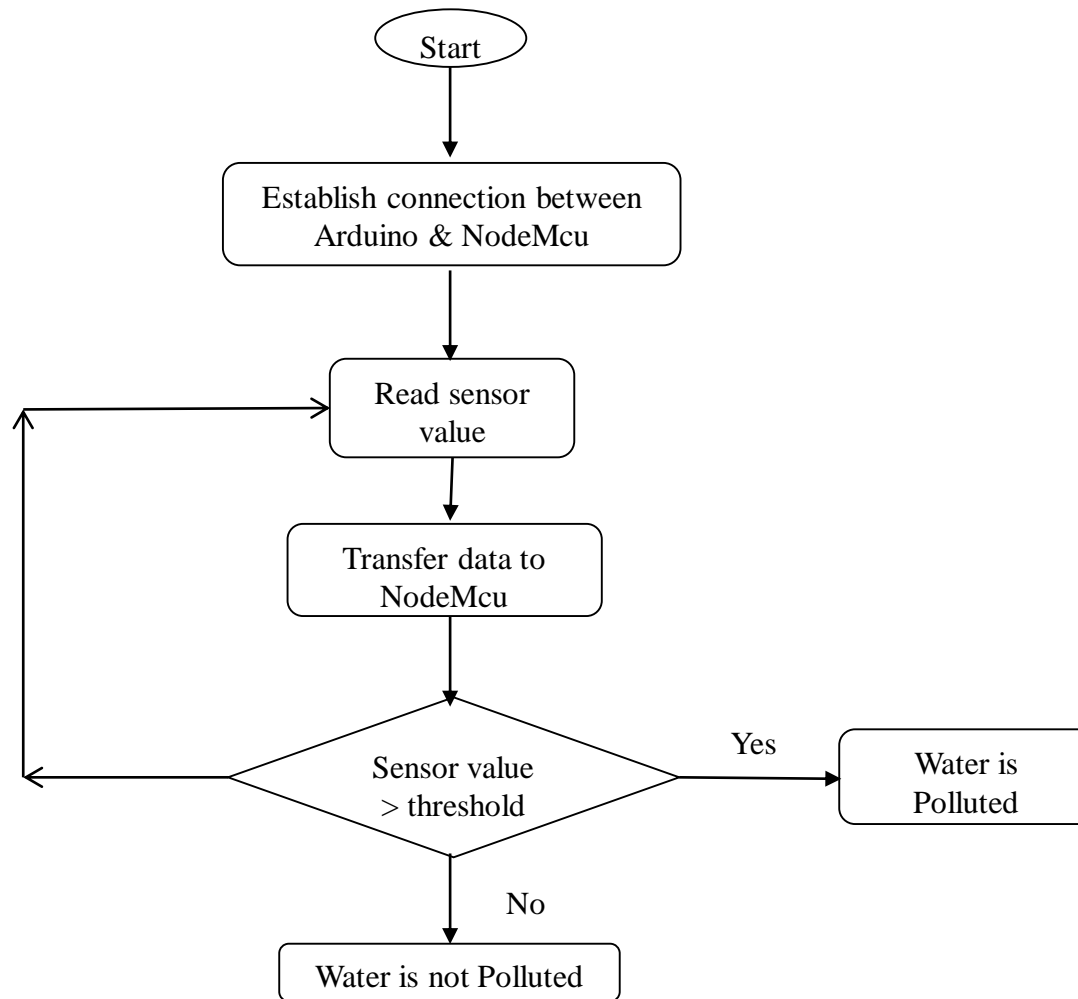 Start
Establish connection between
Arduino & NodeMcu
Read sensor
value
Transfer data to
NodeMcu
Sensor value
> threshold
Yes
Water is
Polluted
No
Water is not Polluted